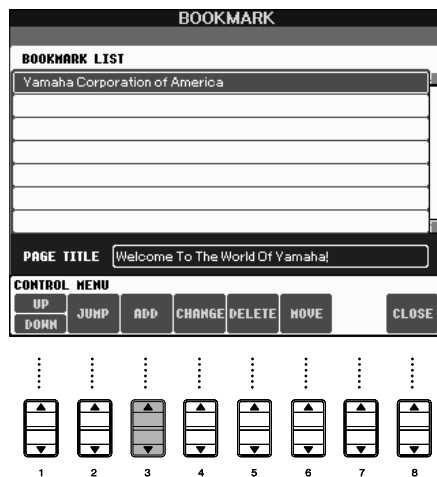 BOOKMARK
BOOKMARK LIST
Yamaha Corporation of America
PAGE TITLE Welcome To The World Of Yamaha!
CONTROL MENU
UP
DOWN
JUMP ADD CHANGE DELETE MOVE CLOSE
1 2 3 4 5 6 7 8